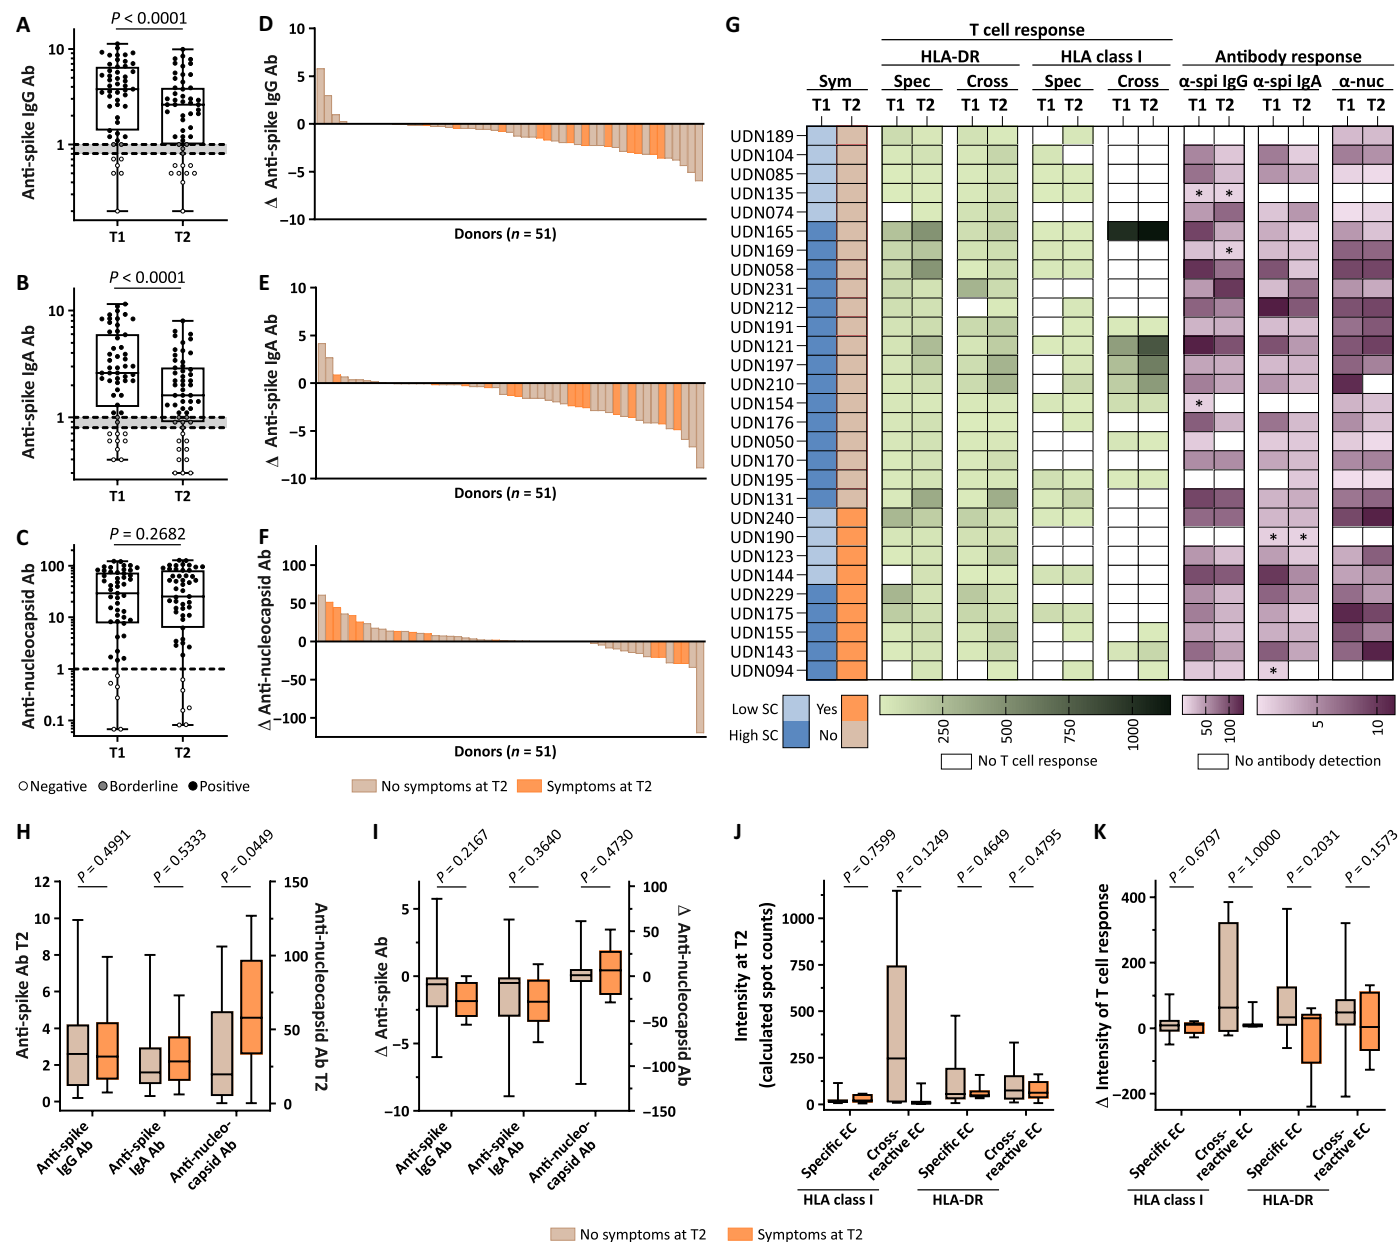 A
P < 0.0001
Anti-spike IgG Ab
10
1
T1
T2
B
P < 0.0001
Anti-spike IgA Ab
10
1
T1
T2
C
P = 0.2682
Anti-nucleocapsid Ab
100
10
1
0.1
T1
T2
Negative
Borderline
Positive
D
Δ Anti-spike IgG Ab
10
5
0
−5
−10
Donors (n = 51)
E
Δ Anti-spike IgA Ab
10
5
0
−5
−10
Donors (n = 51)
F
Δ Anti-nucleocapsid Ab
100
50
0
−50
−100
Donors (n = 51)
No symptoms at T2
Symptoms at T2
G
T cell response
HLA-DR
HLA class I
Antibody response
Sym
Spec
Cross
Spec
Cross
α-spi IgG
α-spi IgA
α-nuc
T1 T2
T1 T2
T1 T2
T1 T2
T1 T2
T1 T2
T1 T2
T1 T2
UDN189
UDN104
UDN085
UDN135
* *
UDN074
UDN165
UDN169
*
UDN058
UDN231
UDN212
UDN191
UDN121
UDN197
UDN210
UDN154
*
UDN176
UDN050
UDN170
UDN195
UDN131
UDN240
UDN190
* *
UDN123
UDN144
UDN229
UDN175
UDN155
UDN143
UDN094
*
Low SC
High SC
Yes
No
250
500
750
1000
50
100
5
10
No T cell response
No antibody detection
H
P = 0.4991
P = 0.5333
P = 0.0449
Anti-spike Ab T2
12
10
8
6
4
2
0
150
100
50
0
Anti-nucleocapsid Ab T2
Anti-spike
IgG Ab
Anti-spike
IgA Ab
Anti-nucleo-
capsid Ab
I
P = 0.2167
P = 0.3640
P = 0.4730
Δ Anti-spike Ab
5
0
−5
−10
100
50
0
−50
−100
−150
Δ Anti-nucleocapsid Ab
Anti-spike
IgG Ab
Anti-spike
IgA Ab
Anti-nucleo-
capsid Ab
J
P = 0.7599
P = 0.1249
P = 0.4649
P = 0.4795
Intensity at T2
(calculated spot counts)
1000
750
500
250
0
Specific EC
Cross-
reactive EC
Specific EC
Cross-
reactive EC
HLA class I
HLA-DR
K
P = 0.6797
P = 1.0000
P = 0.2031
P = 0.1573
Δ Intensity of T cell response
400
200
0
−200
Specific EC
Cross-
reactive EC
Specific EC
Cross-
reactive EC
HLA class I
HLA-DR
No symptoms at T2
Symptoms at T2